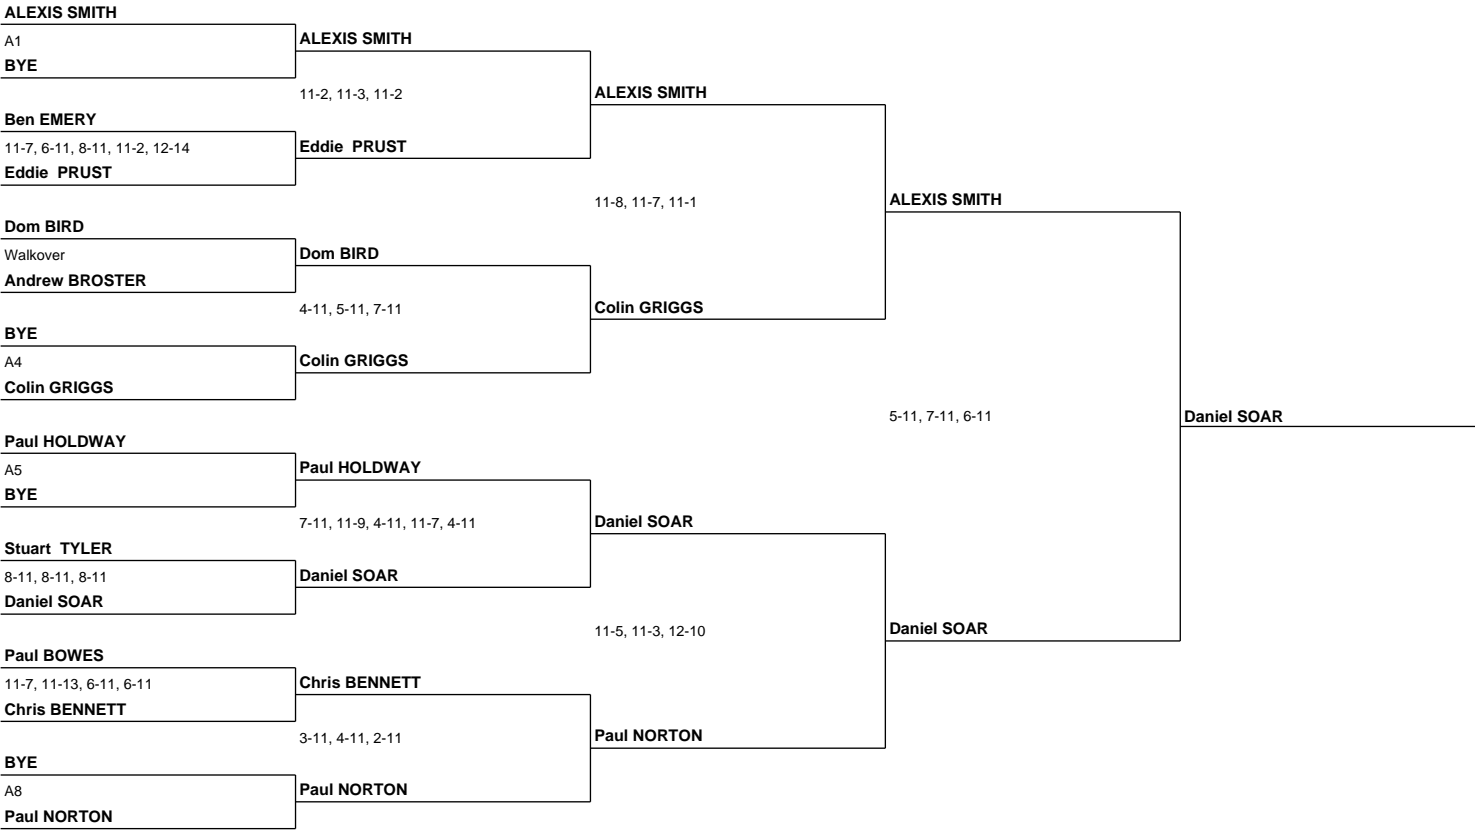 ALEXIS SMITH
A1
BYE
Ben EMERY
11-7, 6-11, 8-11, 11-2, 12-14
Eddie  PRUST
Dom BIRD
Walkover
Andrew BROSTER
BYE
A4
Colin GRIGGS
Paul HOLDWAY
A5
BYE
Stuart  TYLER
8-11, 8-11, 8-11
Daniel SOAR
Paul BOWES
11-7, 11-13, 6-11, 6-11
Chris BENNETT
BYE
A8
Paul NORTON
ALEXIS SMITH
11-2, 11-3, 11-2
Eddie  PRUST
Dom BIRD
4-11, 5-11, 7-11
Colin GRIGGS
Paul HOLDWAY
7-11, 11-9, 4-11, 11-7, 4-11
Daniel SOAR
Chris BENNETT
3-11, 4-11, 2-11
Paul NORTON
ALEXIS SMITH
11-8, 11-7, 11-1
Colin GRIGGS
Daniel SOAR
11-5, 11-3, 12-10
Paul NORTON
ALEXIS SMITH
5-11, 7-11, 6-11
Daniel SOAR
Daniel SOAR